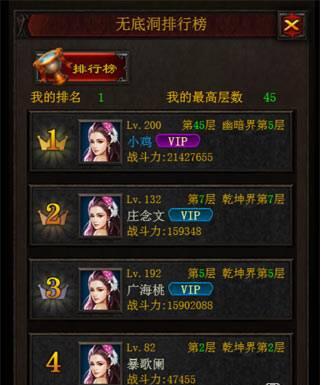 无底洞排行榜
排行榜
我的排名 1 我的最高层数 45
1
Lv.200 第45层 幽暗界第5层
小鸡 VIP
战斗力:21427655
2
Lv.132 第7层 乾坤界第7层
庄念文 VIP
战斗力:159348
3
Lv.192 第5层 乾坤界第5层
广海桃 VIP
战斗力:15902088
4
Lv.82 第2层 乾坤界第2层
暴歌阑
战斗力:47455